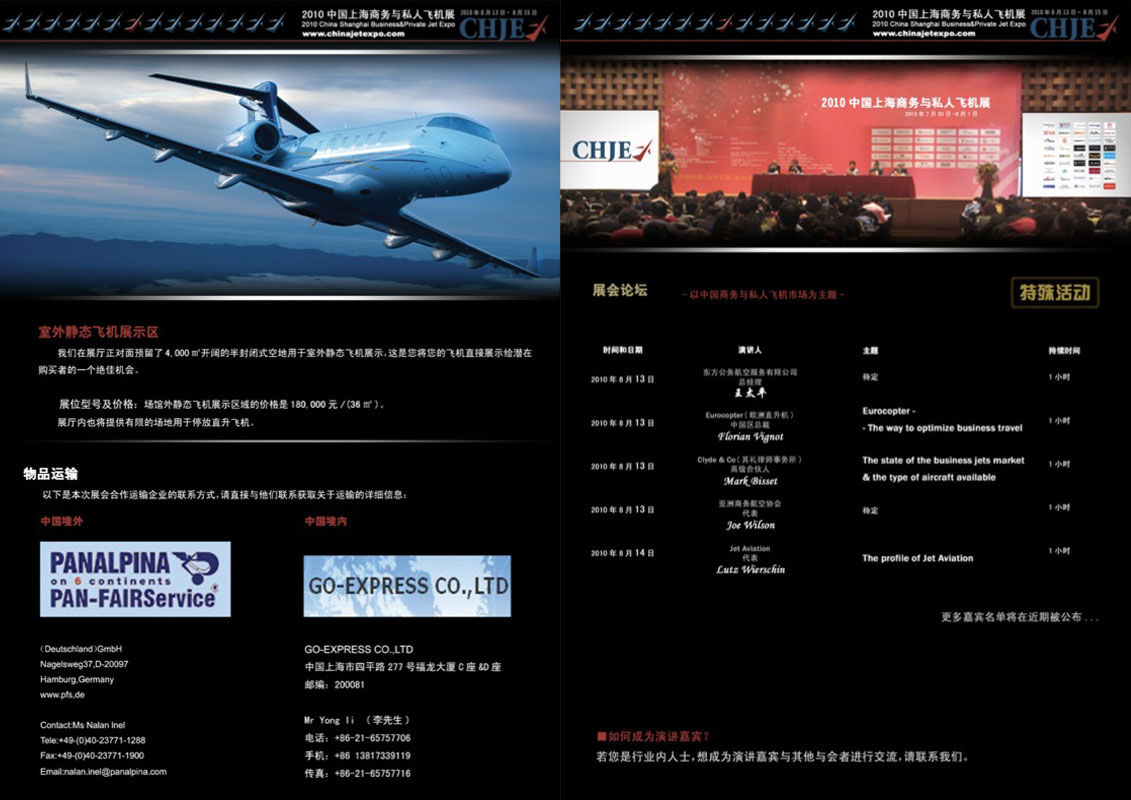 2010 中国上海商务与私人飞机展
2010 China Shanghai Business&Private Jet Expo
www.chinajetexpo.com
2010年8月13日-8月15日
CHJE
室外静态飞机展示区
我们在展厅正对面预留了4,000㎡开阔的半封闭式空地用于室外静态飞机展示,这是您将您的飞机直接展示给潜在
购买者的一个绝佳机会。
展位型号及价格：场馆外静态飞机展示区域的价格是180,000 元 /(36 ㎡)。
展厅内也将提供有限的场地用于停放直升飞机。
物品运输
以下是本次展会合作运输企业的联系方式,请直接与他们联系获取关于运输的详细信息:
中国境外
中国境内
PANALPINA
on 6 continents
PAN-FAIRService®
GO-EXPRESS CO.,LTD
（Deutschland）GmbH
Nagelsweg37,D-20097
Hamburg,Germany
www.pfs,de
Contact:Ms Nalan Inel
Tele:+49-(0)40-23771-1288
Fax:+49-(0)40-23771-1900
Email:nalan.inel@panalpina.com
GO-EXPRESS CO.,LTD
中国上海市四平路 277 号福龙大厦 C 座 &D 座
邮编：200081
Mr Yong li （李先生）
电话：+86-21-65757706
手机：+86 13817339119
传真：+86-21-65757716
2010 中国上海商务与私人飞机展
2010 China Shanghai Business&Private Jet Expo
www.chinajetexpo.com
2010年8月13日-8月15日
CHJE
2010 中国上海商务与私人飞机展
CHJE
展会论坛
-以中国商务与私人飞机市场为主题-
特殊活动
时间和日期 演讲人 主题 持续时间
2010 年 8 月 13 日
东方公务航空服务有限公司
总经理
王太平
待定
1 小时
2010 年 8 月 13 日
Eurocopter（欧洲直升机）
中国区总裁
Florian Vignot
Eurocopter -
- The way to optimize business travel
1 小时
2010 年 8 月 13 日
Clyde & Co（其礼律师事务所）
高级合伙人
Mark Bisset
The state of the business jets market
& the type of aircraft available
1 小时
2010 年 8 月 13 日
亚洲商务航空协会
代表
Joe Wilson
待定
1 小时
2010 年 8 月 14 日
Jet Aviation
代表
Lutz Wierschin
The profile of Jet Aviation
1 小时
更多嘉宾名单将在近期被公布...
■如何成为演讲嘉宾？
若您是行业内人士,想成为演讲嘉宾与其他与会者进行交流,请联系我们。